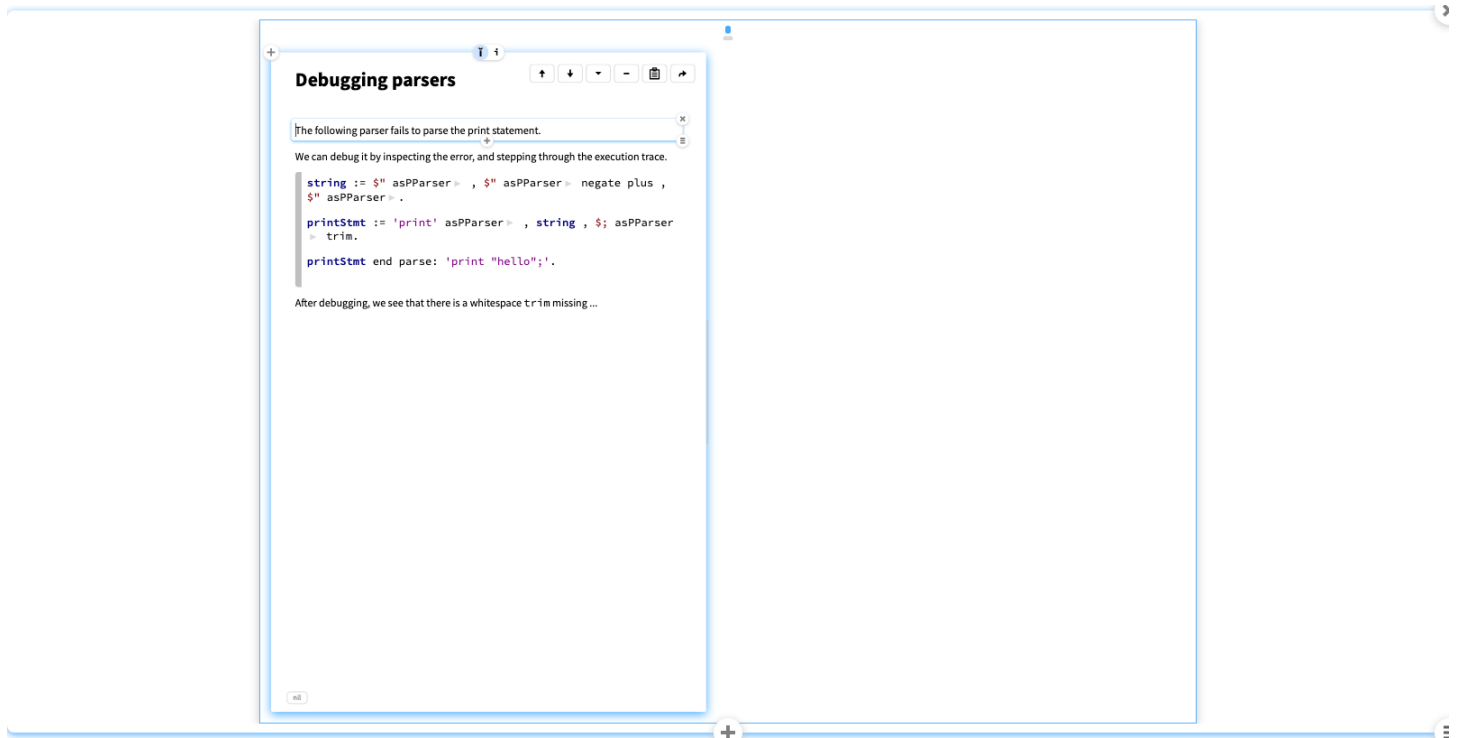 Debugging parsers
The following parser fails to parse the print statement.
We can debug it by inspecting the error, and stepping through the execution trace.
string := $" asPParser , $" asPParser negate plus ,
$" asPParser .
printStmt := 'print' asPParser , string , $; asPParser
trim.
printStmt end parse: 'print "hello";'.
After debugging, we see that there is a whitespace trim missing ...
nil